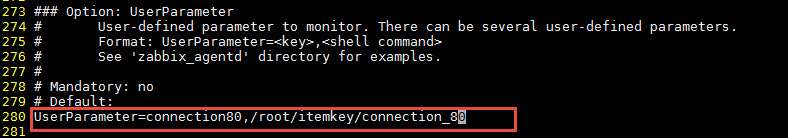 273 ### Option: UserParameter
274 #       User-defined parameter to monitor. There can be several user-defined parameters.
275 #       Format: UserParameter=<key>,<shell command>
276 #       See 'zabbix_agentd' directory for examples.
277 #
278 # Mandatory: no
279 # Default:
280 UserParameter=connection80,/root/itemkey/connection_80
281